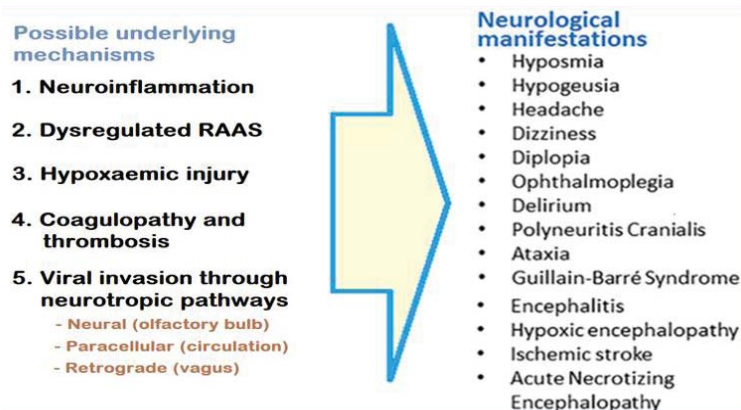 Possible underlying
mechanisms
1. Neuroinflammation
2. Dysregulated RAAS
3. Hypoxaemic injury
4. Coagulopathy and
thrombosis
5. Viral invasion through
neurotropic pathways
- Neural (olfactory bulb)
- Paracellular (circulation)
- Retrograde (vagus)
Neurological
manifestations
• Hyposmia
• Hypogeusia
• Headache
• Dizziness
• Diplopia
• Ophthalmoplegia
• Delirium
• Polyneuritis Cranialis
• Ataxia
• Guillain-Barré Syndrome
• Encephalitis
• Hypoxic encephalopathy
• Ischemic stroke
• Acute Necrotizing
Encephalopathy